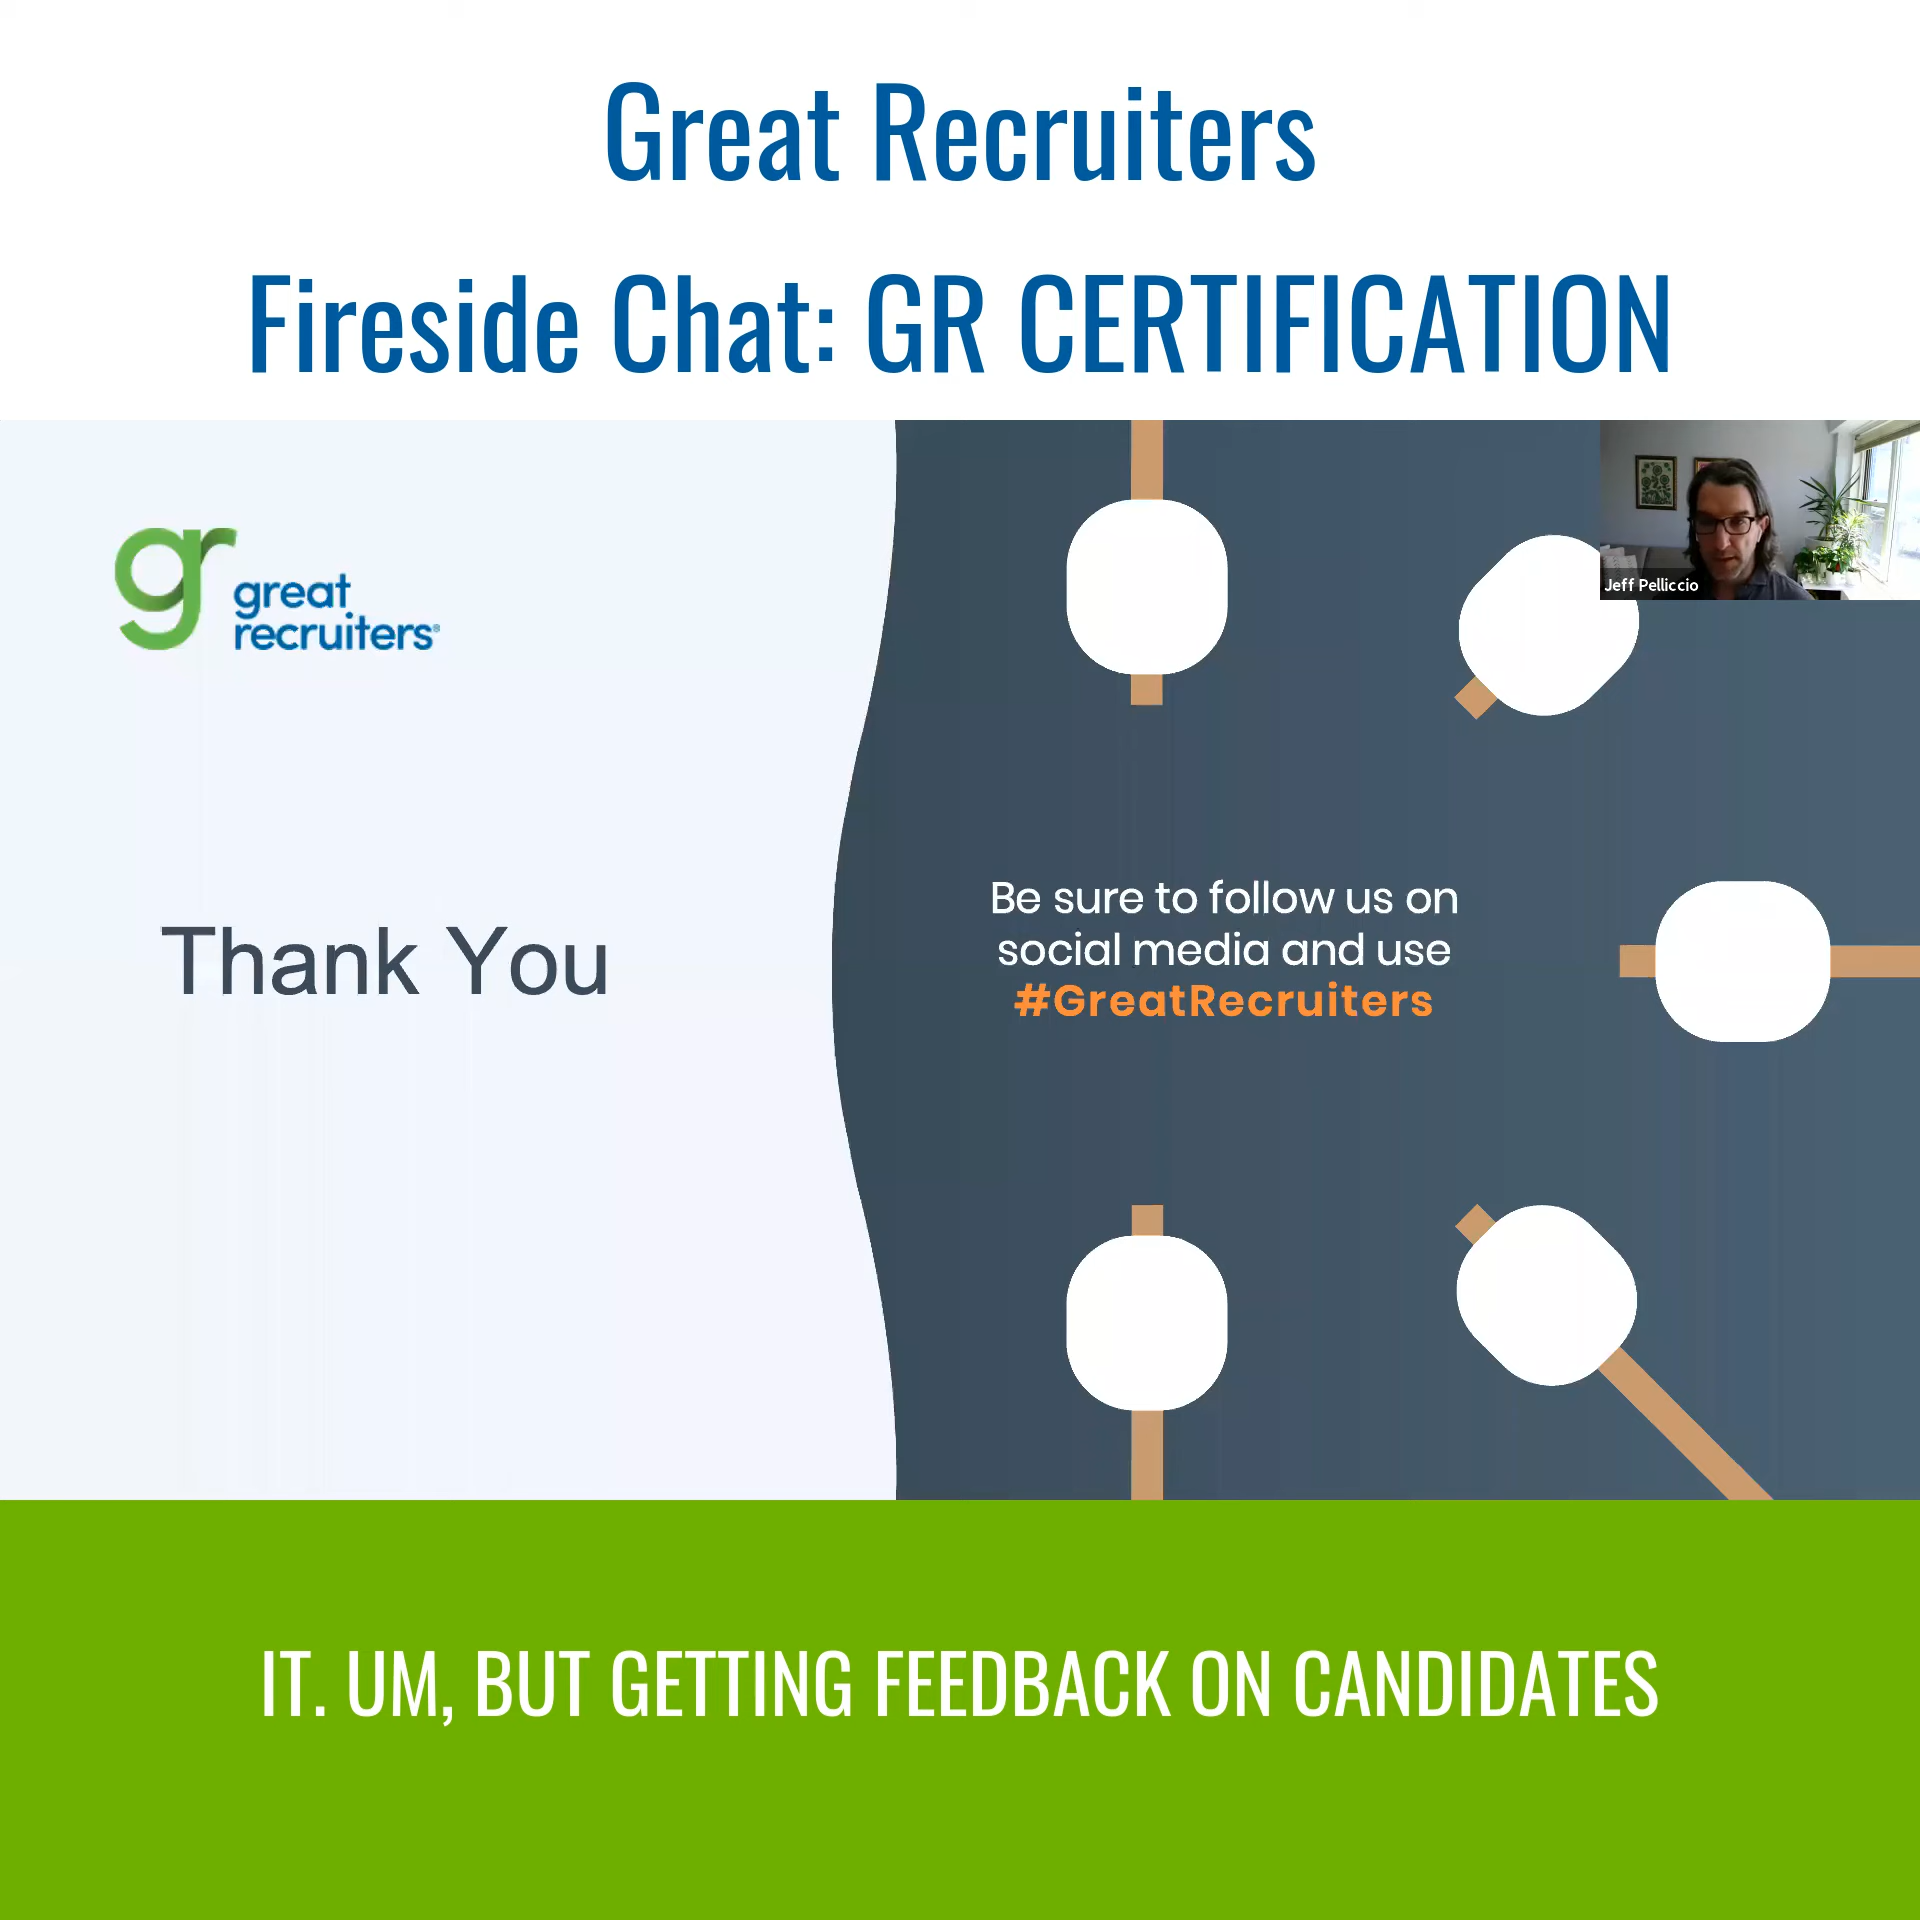 Great Recruiters
Fireside Chat: GR CERTIFICATION
gr
great
recruiters®
Jeff Pelliccio
Thank You
Be sure to follow us on
social media and use
#GreatRecruiters
IT. UM, BUT GETTING FEEDBACK ON CANDIDATES